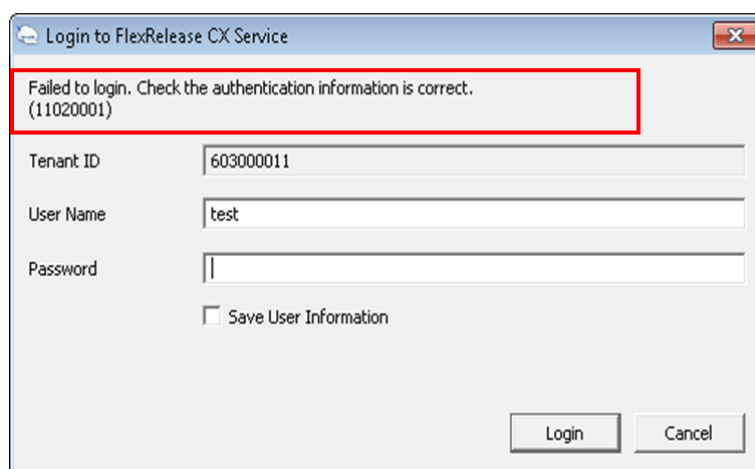 Login to FlexRelease CX Service
Failed to login. Check the authentication information is correct.
(11020001)
Tenant ID 603000011
User Name test
Password
Save User Information
Login Cancel